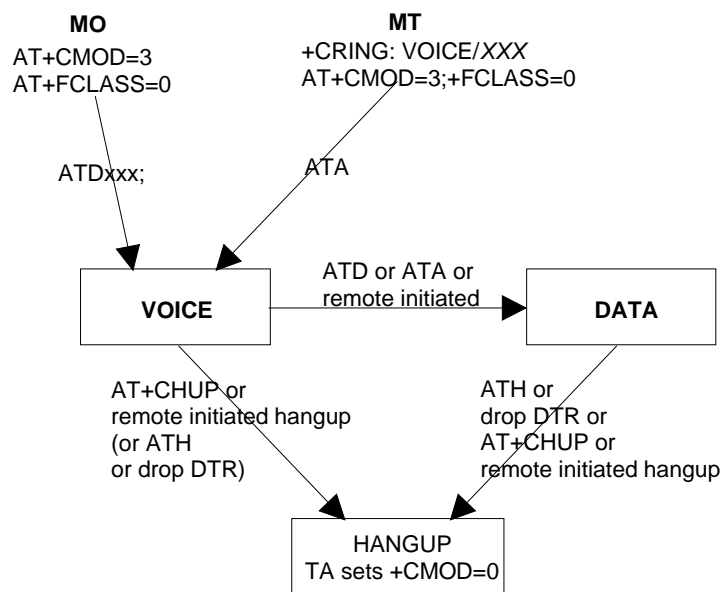 MO
AT+CMOD=3
AT+FCLASS=0
MT
+CRING: VOICE/XXX
AT+CMOD=3;+FCLASS=0
ATDxxx;
ATA
VOICE
ATD or ATA or
remote initiated
DATA
AT+CHUP or
remote initiated hangup
(or ATH
or drop DTR)
ATH or
drop DTR or
AT+CHUP or
remote initiated hangup
HANGUP
TA sets +CMOD=0